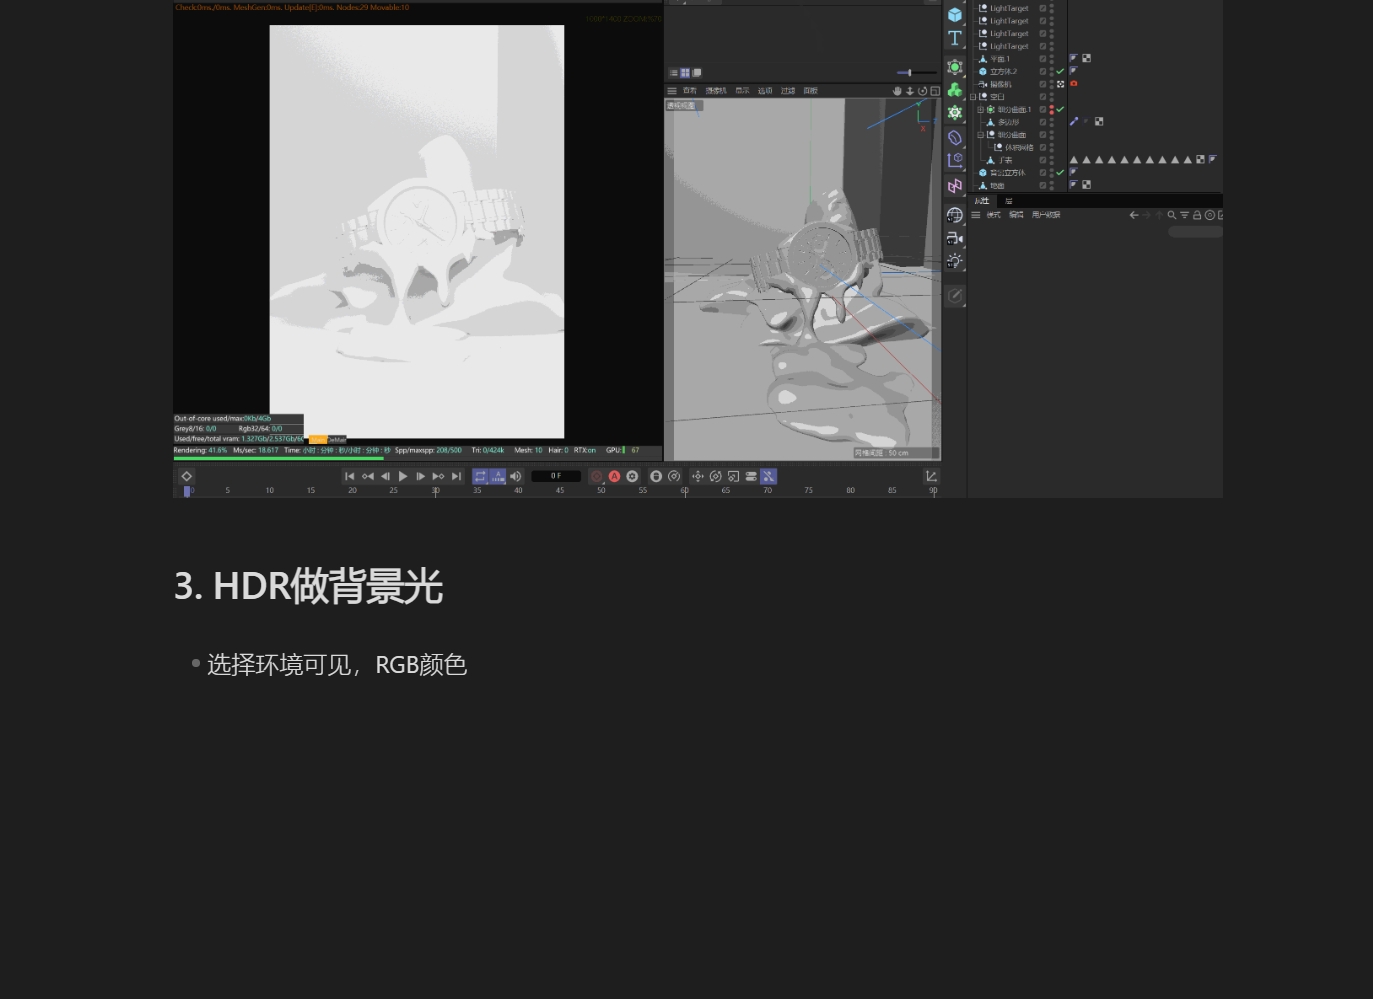 Check:0ms./0ms. MeshGen:0ms. Update[E]:0ms. Nodes:29 Movable:10
查看 摄像机 显示 选项 过滤 面板
透视视图
X
网格间距 : 50 cm
Out-of-core used/max:0Kb/4Gb
Grey8/16: 0/0 Rgb32/64: 0/0
Used/free/total vram: 1.327Gb/2.537Gb/6
Rendering: 41.6% Ms/sec: 18.617 Time: 小时 : 分钟 : 秒/小时 : 分钟 : 秒 Spp/maxspp: 208/500 Tri: 0/424k Mesh: 10 Hair: 0 RTX:on GPU: 67
0 F
0 5 10 15 20 25 30 35 40 45 50 55 60 65 70 75 80 85 90
LightTarget
LightTarget
LightTarget
LightTarget
平面.1
立方体.2
摄像机
空白
细分曲面.1
多边形
细分曲面
体积网格
手表
背景立方体
地面
属性 层
模式 编辑 用户数据
3. HDR做背景光
选择环境可见，RGB颜色